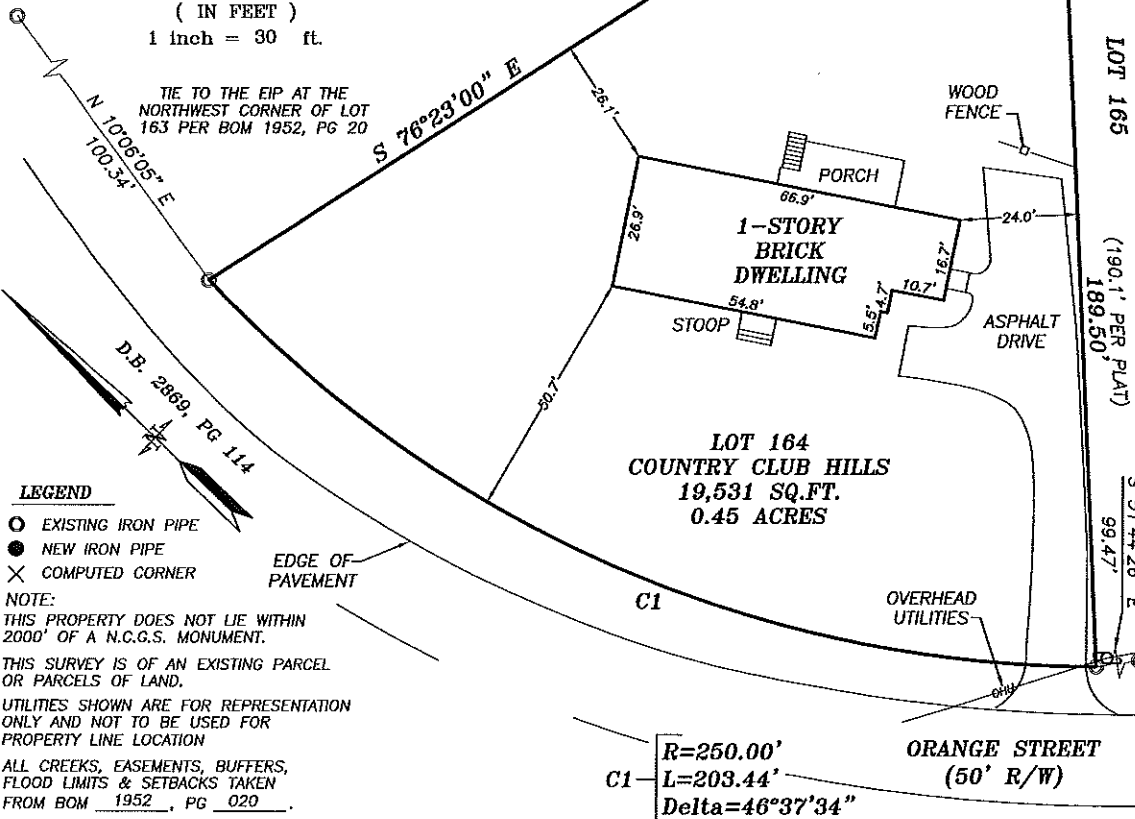 ( IN FEET )
1 inch = 30 ft.
TIE TO THE EIP AT THE
NORTHWEST CORNER OF LOT
163 PER BOM 1952, PG 20
N 10°06'05" E
100.34'
S 76°23'00" E
26.1'
WOOD
FENCE
LOT 165
PORCH
66.9'
26.9'
1-STORY
BRICK
DWELLING
24.0'
16.7'
10.7'
4.7'
5.5'
54.8'
STOOP
ASPHALT
DRIVE
(190.1' PER PLAT)
189.50'
50.7'
D.B. 2869, PG 114
LOT 164
COUNTRY CLUB HILLS
19,531 SQ.FT.
0.45 ACRES
99.47'
LEGEND
EXISTING IRON PIPE
NEW IRON PIPE
COMPUTED CORNER
EDGE OF
PAVEMENT
C1
OVERHEAD
UTILITIES
OHU
NOTE:
THIS PROPERTY DOES NOT LIE WITHIN
2000' OF A N.C.G.S. MONUMENT.
THIS SURVEY IS OF AN EXISTING PARCEL
OR PARCELS OF LAND.
UTILITIES SHOWN ARE FOR REPRESENTATION
ONLY AND NOT TO BE USED FOR
PROPERTY LINE LOCATION
ALL CREEKS, EASEMENTS, BUFFERS,
FLOOD LIMITS & SETBACKS TAKEN
FROM BOM 1952, PG 020.
C1
R=250.00'
L=203.44'
Delta=46°37'34"
ORANGE STREET
(50' R/W)